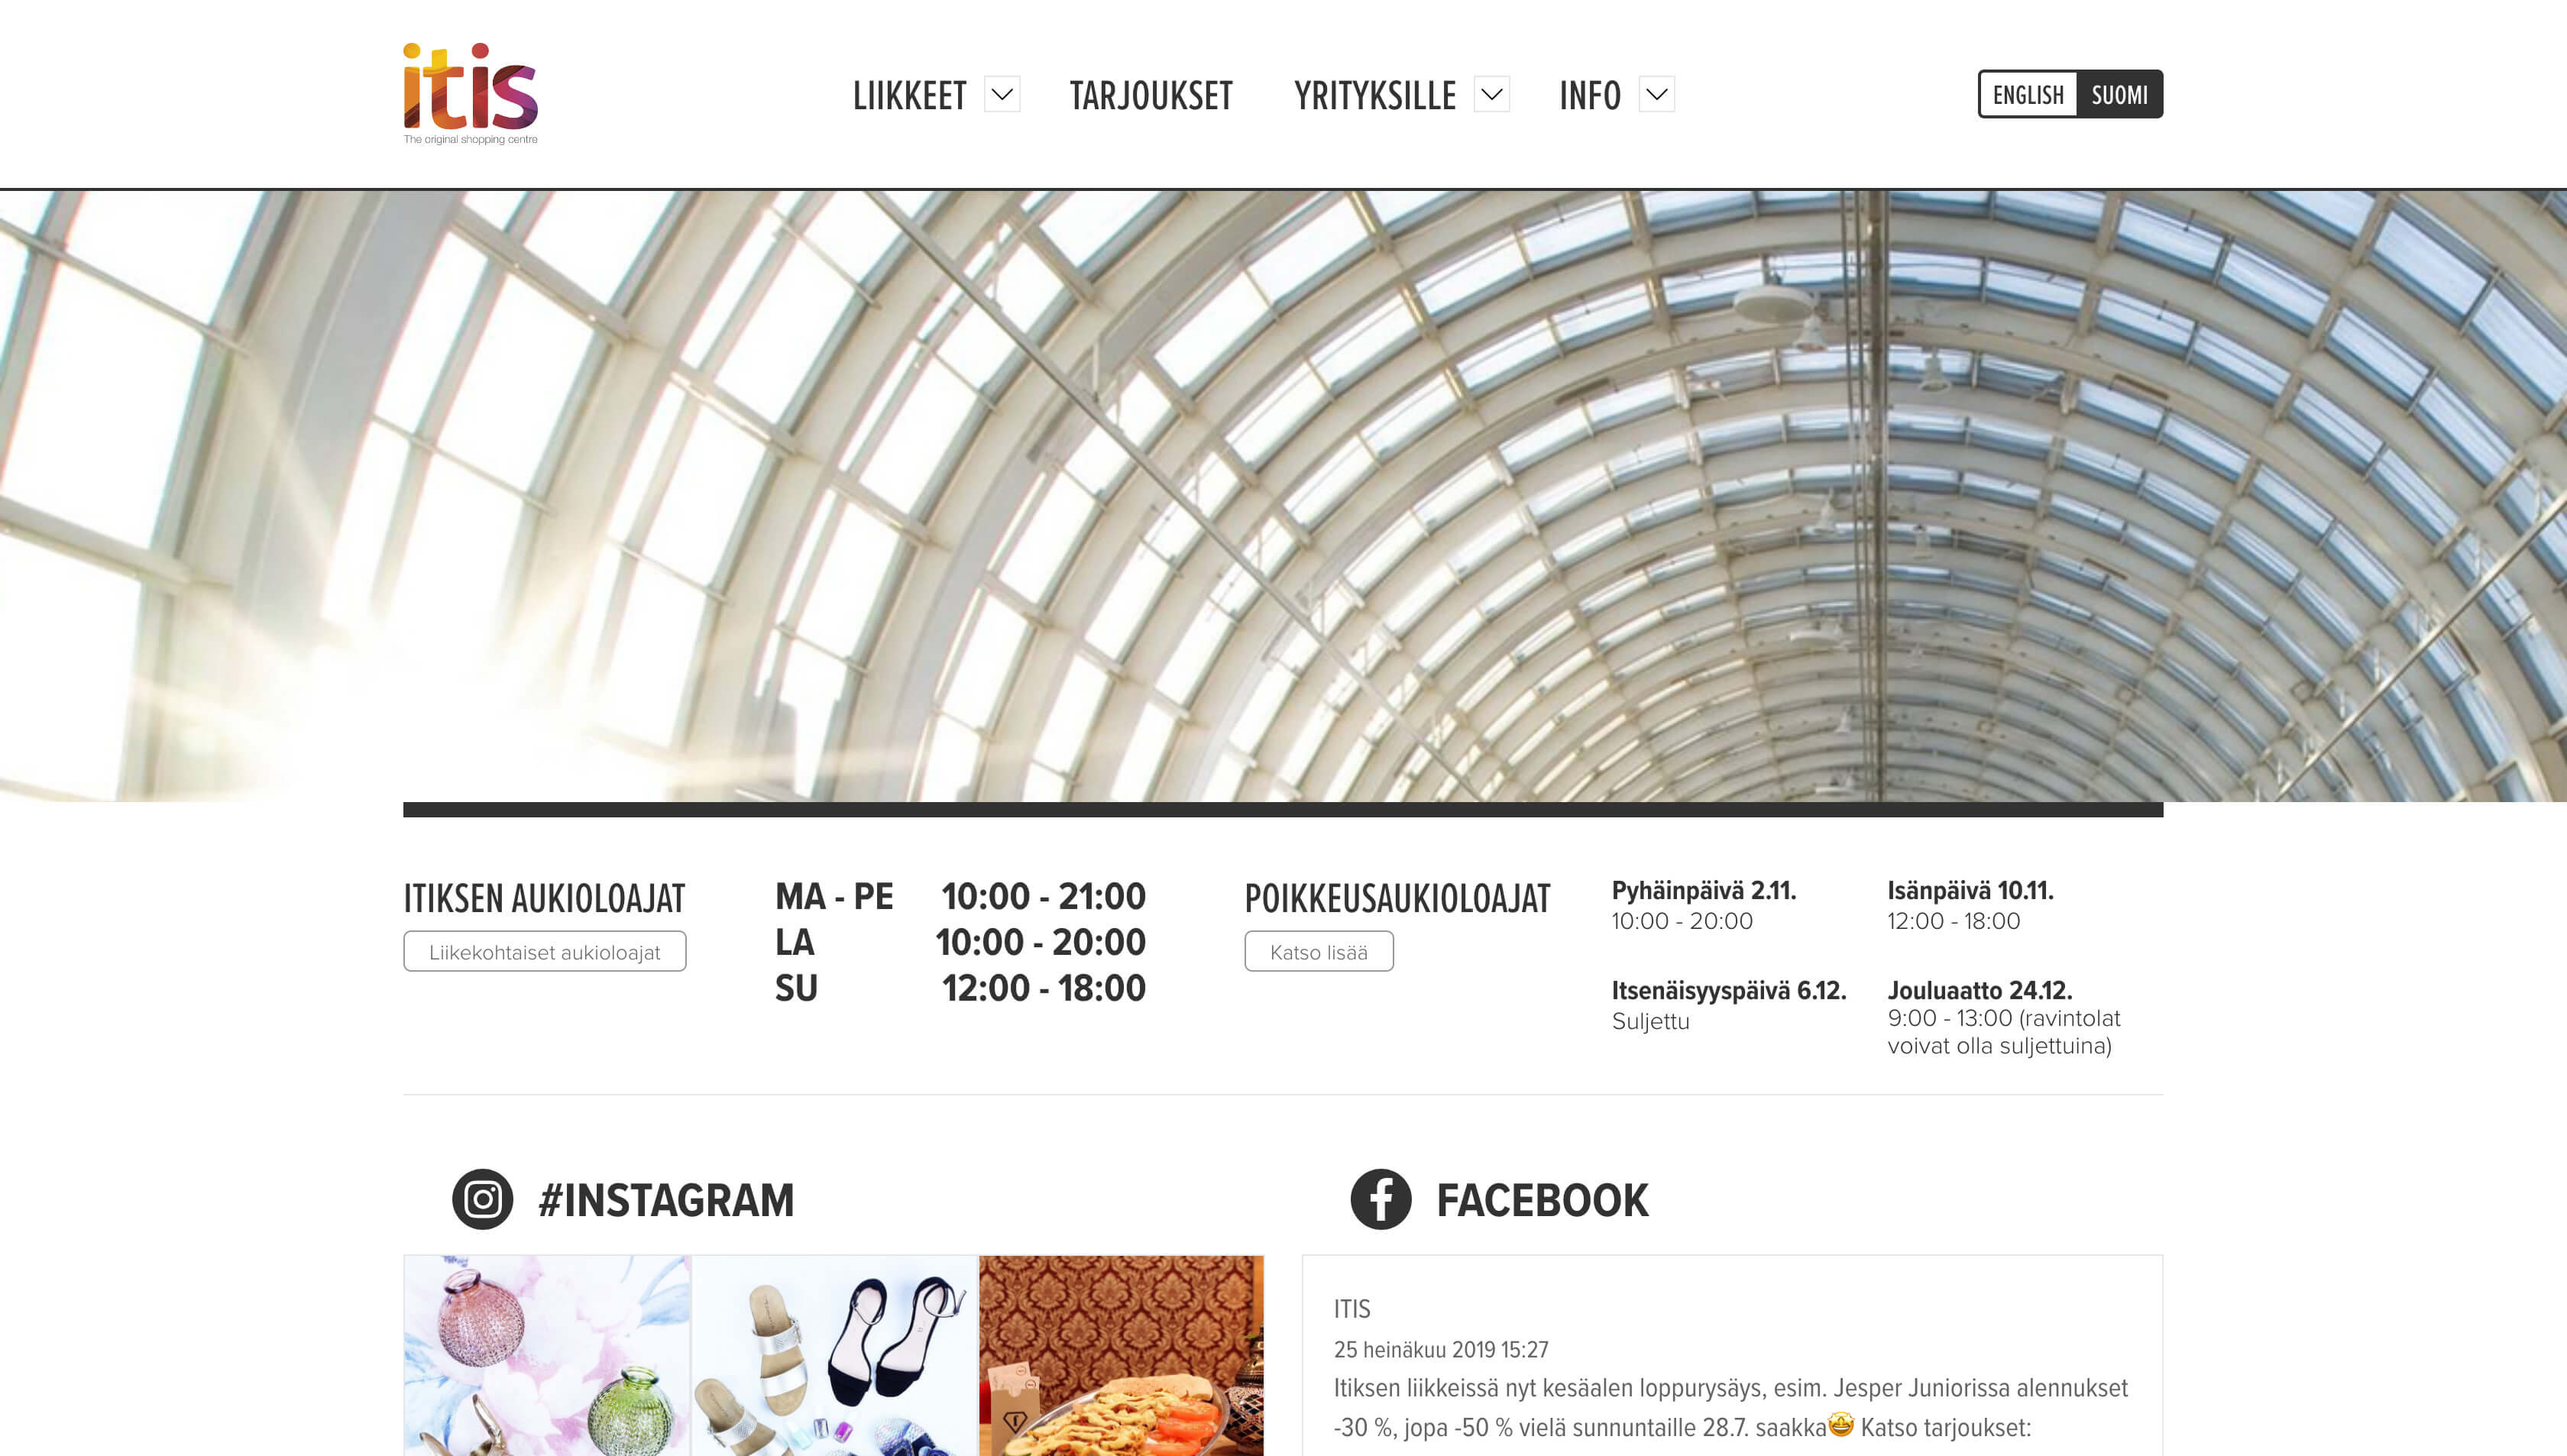 itis
The original shopping centre
LIIKKEET
TARJOUKSET
YRITYKSILLE
INFO
ENGLISH
SUOMI
ITIKSEN AUKIOLOAJAT
Liikekohtaiset aukioloajat
MA - PE 10:00 - 21:00
LA 10:00 - 20:00
SU 12:00 - 18:00
POIKKEUSAUKIOLOAJAT
Katso lisää
Pyhäinpäivä 2.11.
10:00 - 20:00
Isänpäivä 10.11.
12:00 - 18:00
Itsenäisyyspäivä 6.12.
Suljettu
Jouluaatto 24.12.
9:00 - 13:00 (ravintolat
voivat olla suljettuina)
#INSTAGRAM
FACEBOOK
ITIS
25 heinäkuu 2019 15:27
Itiksen liikkeissä nyt kesäalen loppurysäys, esim. Jesper Juniorissa alennukset
-30 %, jopa -50 % vielä sunnuntaille 28.7. saakka🤩 Katso tarjoukset: